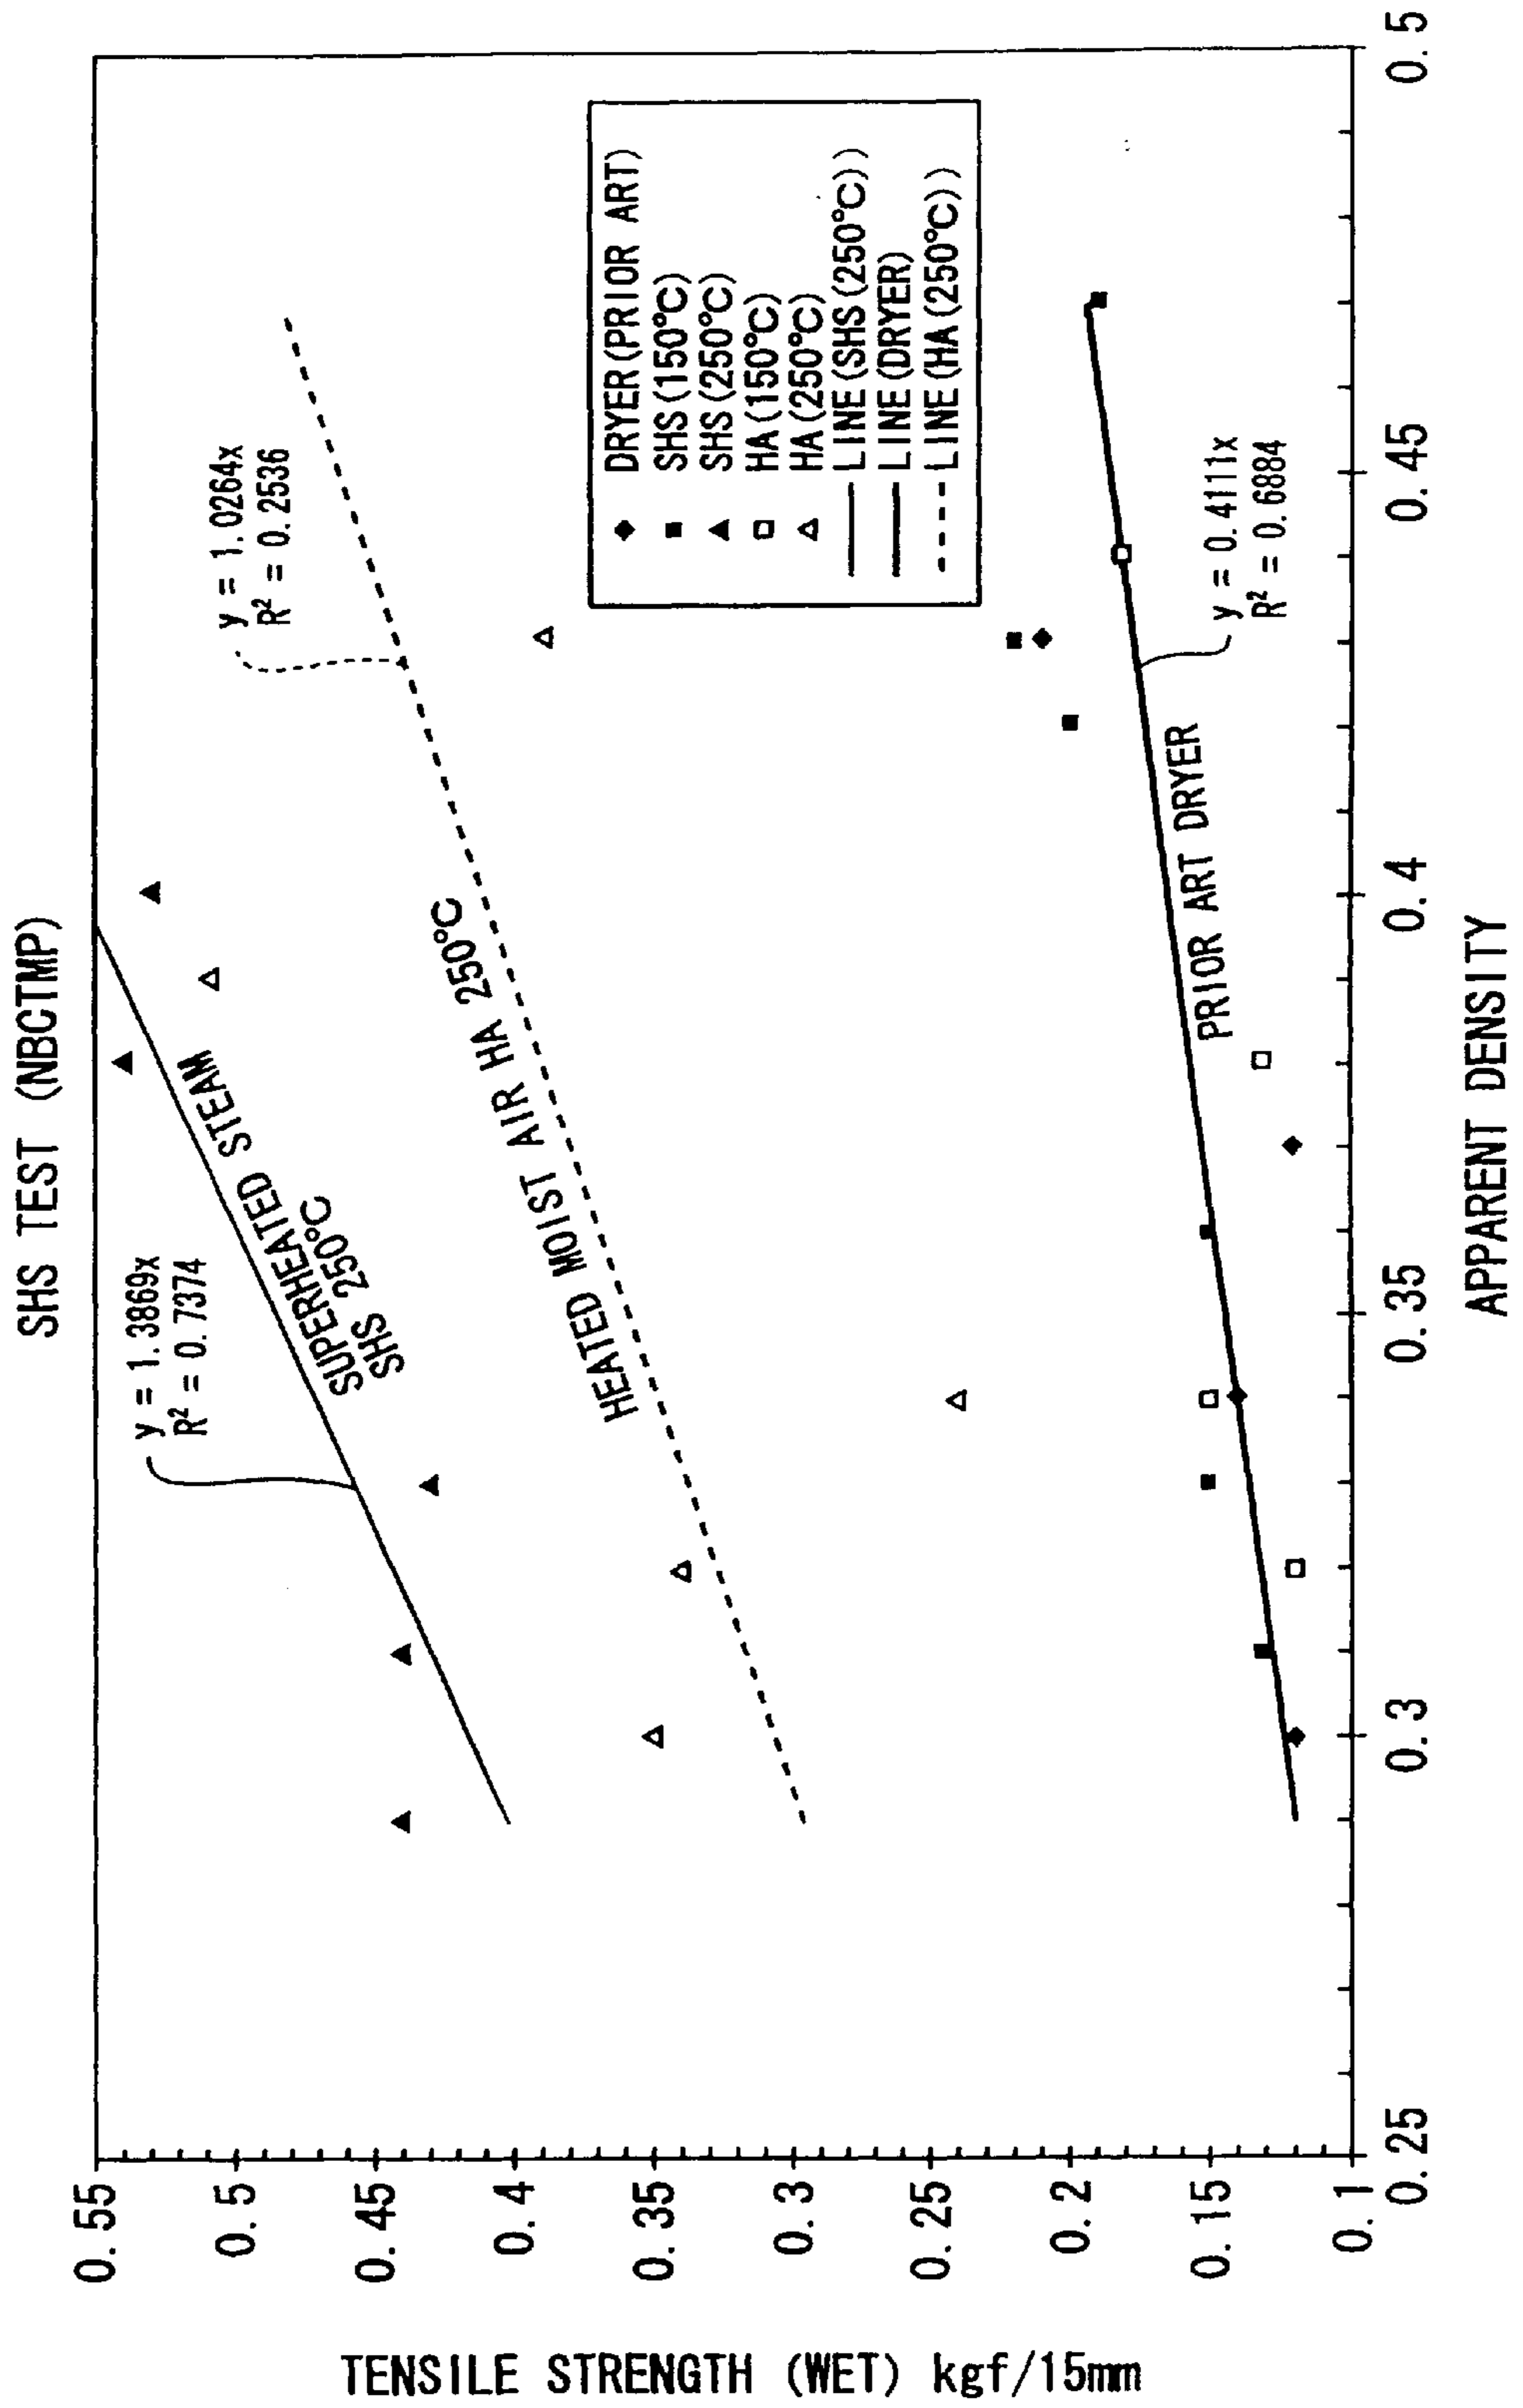 SHS TEST (NBCTMP)
TENSILE STRENGTH (WET) kgf/15mm
0.55
0.5
0.45
0.4
0.35
0.3
0.25
0.2
0.15
0.1
y = 1.3869x
R² = 0.7374
SUPERHEATED STEAM
SHS 250°C
y = 1.0264x
R² = 0.2536
HEATED MOIST AIR HA 250°C
DRYER(PRIOR ART)
SHS(150°C)
SHS(250°C)
HA(150°C)
HA(250°C)
LINE(SHS(250°C))
LINE(DRYER)
LINE(HA(250°C))
PRIOR ART DRYER
y = 0.4111x
R² = 0.6884
0.25
0.3
0.35
0.4
0.45
0.5
APPARENT DENSITY